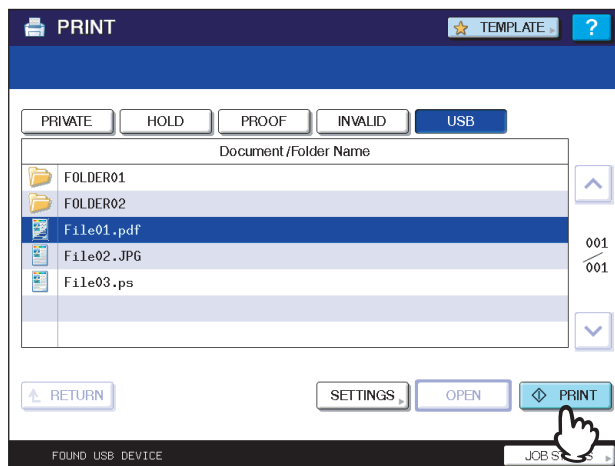 PRINT TEMPLATE ?
PRIVATE HOLD PROOF INVALID USB
Document/Folder Name
FOLDER01
FOLDER02
File01.pdf
File02.JPG
File03.ps
001
001
RETURN SETTINGS OPEN PRINT
FOUND USB DEVICE JOB